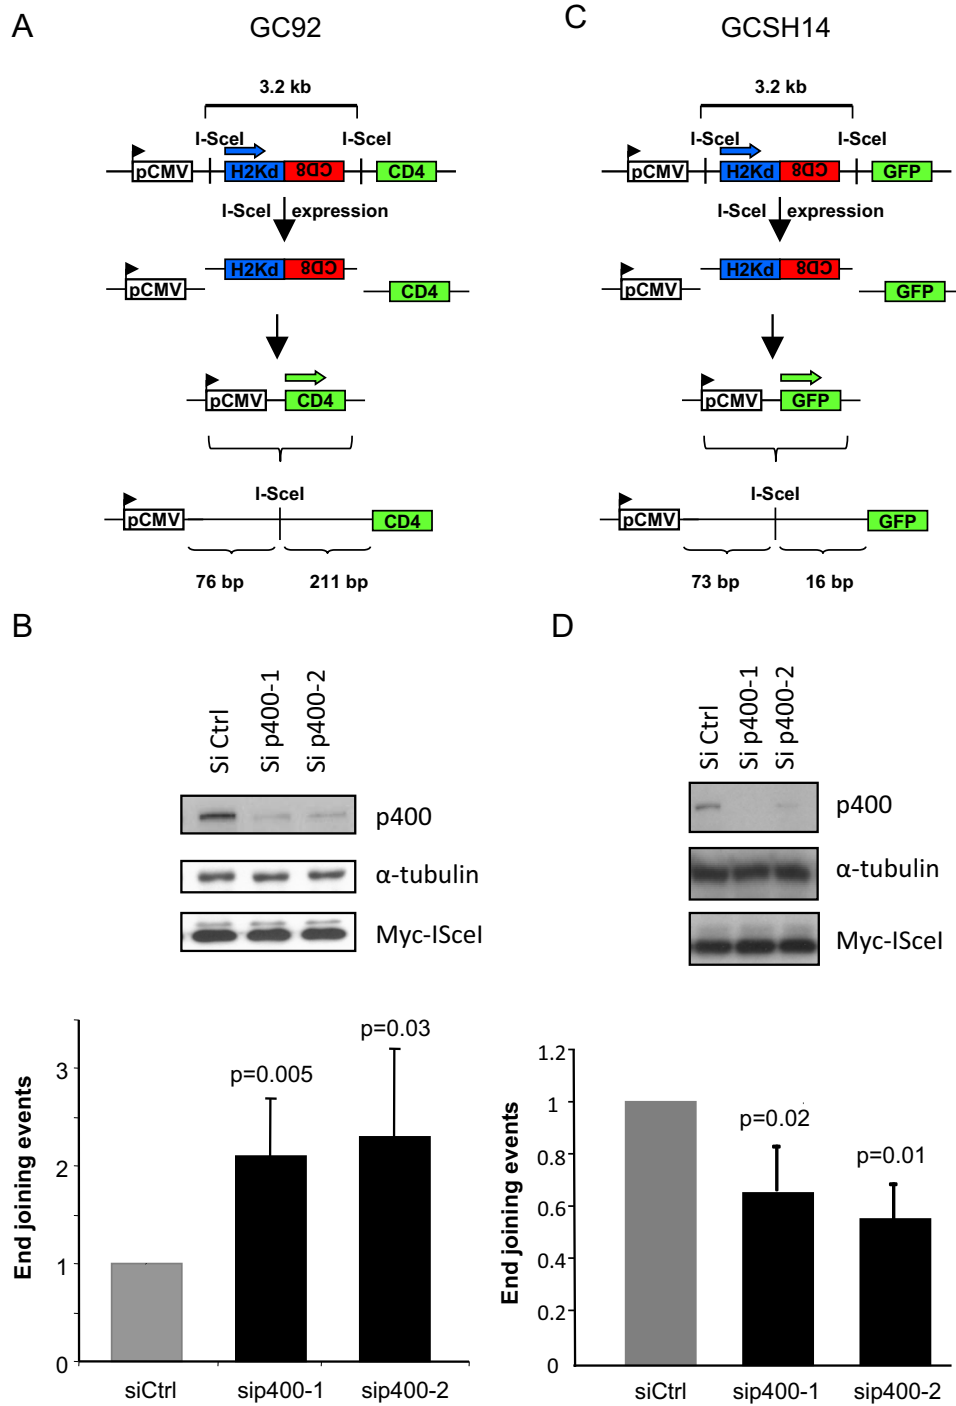 A
GC92
3.2 kb
I-SceI
I-SceI
pCMV
H2Kd
CD8
CD4
I-SceI expression
pCMV
H2Kd
CD8
CD4
pCMV
CD4
I-SceI
pCMV
CD4
76 bp
211 bp
C
GCSH14
3.2 kb
I-SceI
I-SceI
pCMV
H2Kd
CD8
GFP
I-SceI expression
pCMV
H2Kd
CD8
GFP
pCMV
GFP
I-SceI
pCMV
GFP
73 bp
16 bp
B
Si Ctrl
Si p400-1
Si p400-2
p400
α-tubulin
Myc-ISceI
End joining events
3
2
1
0
p=0.005
p=0.03
siCtrl
sip400-1
sip400-2
D
Si Ctrl
Si p400-1
Si p400-2
p400
α-tubulin
Myc-ISceI
End joining events
1.2
1
0.8
0.6
0.4
0.2
0
p=0.02
p=0.01
siCtrl
sip400-1
sip400-2